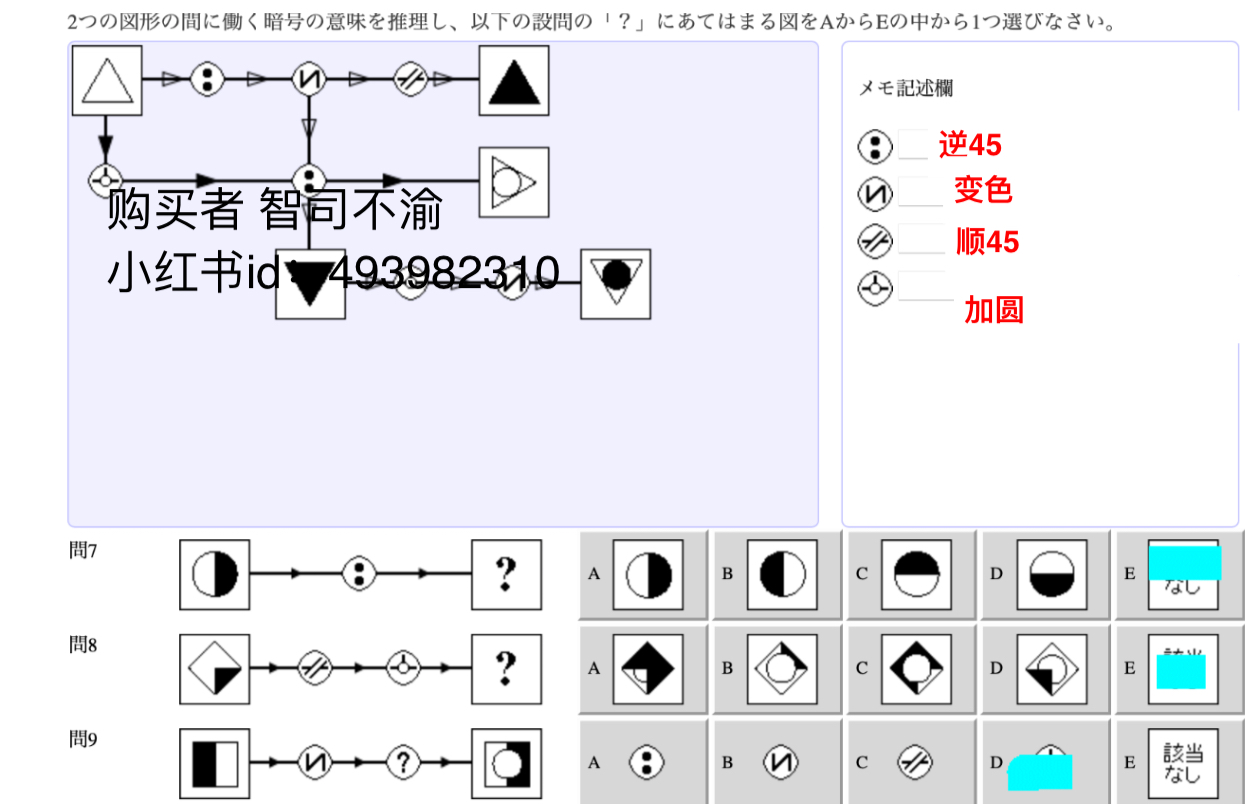 2つの図形の間に働く暗号の意味を推理し、以下の設問の「？」にあてはまる図をAからEの中から1つ選びなさい。
メモ記述欄
逆45
变色
顺45
加圆
购买者 智司不渝
小红书id：493982310
問7
?
A
B
C
D
E
なし
問8
?
A
B
C
D
E
問9
?
A
B
C
D
E
該当
なし